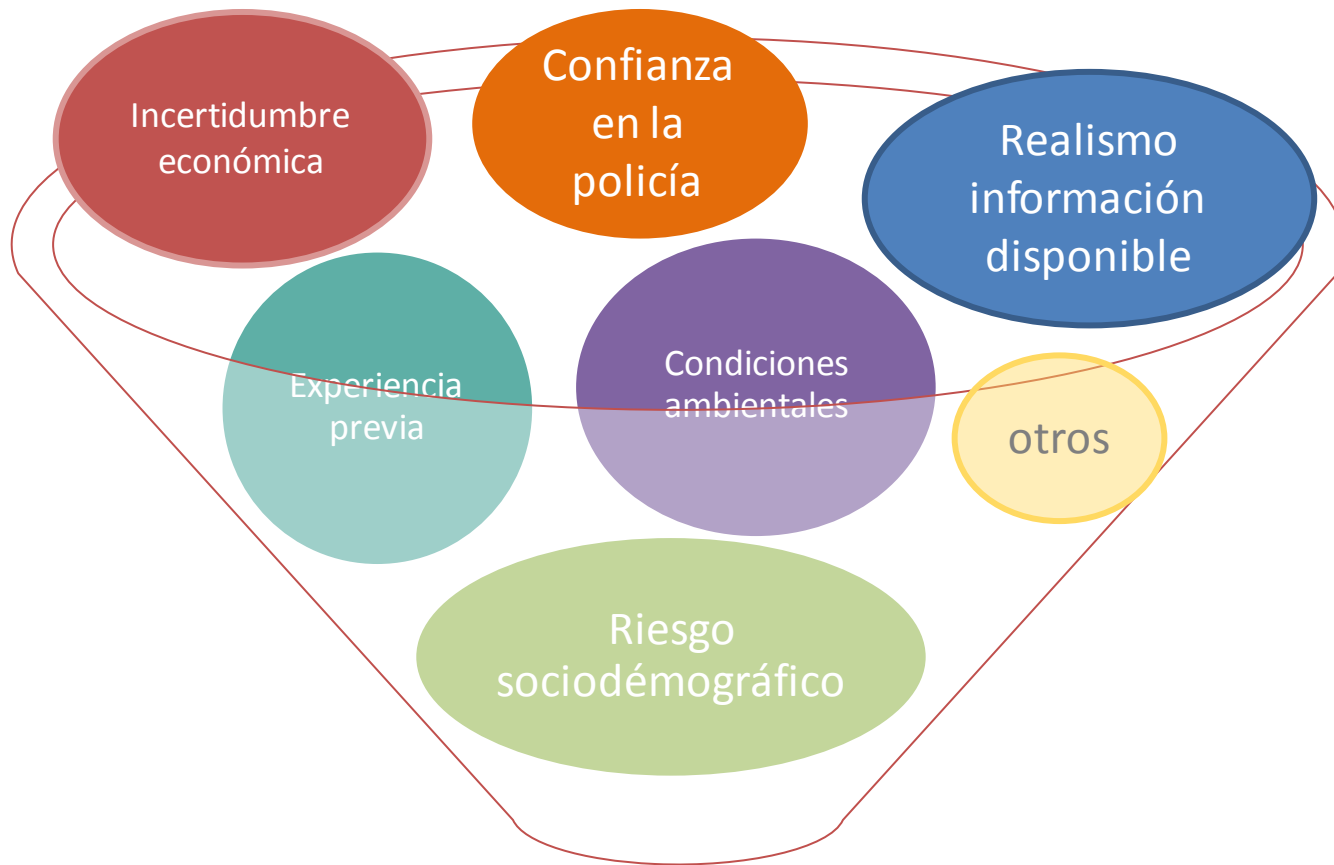 Incertidumbre
económica
Confianza
en la
policía
Realismo
información
disponible
Experiencia
previa
Condiciones
ambientales
otros
Riesgo
sociodémográfico